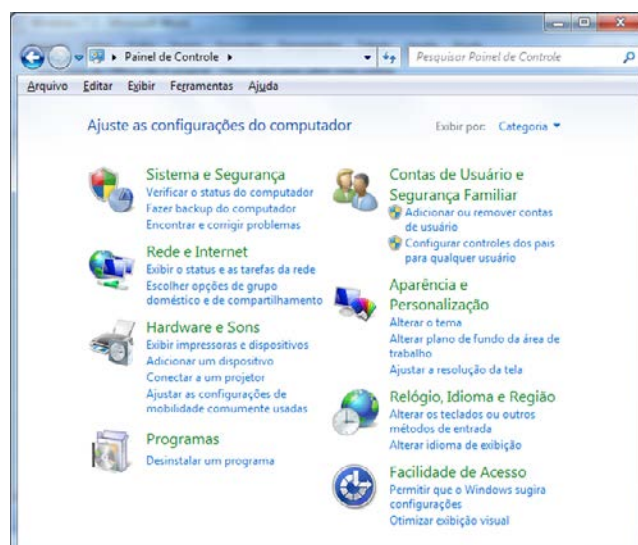 Painel de Controle
Pesquisar Painel de Controle
Arquivo Editar Exibir Ferramentas Ajuda
Ajuste as configurações do computador
Exibir por: Categoria
Sistema e Segurança
Verificar o status do computador
Fazer backup do computador
Encontrar e corrigir problemas
Rede e Internet
Exibir o status e as tarefas da rede
Escolher opções de grupo
doméstico e de compartilhamento
Hardware e Sons
Exibir impressoras e dispositivos
Adicionar um dispositivo
Conectar a um projetor
Ajustar as configurações de
mobilidade comumente usadas
Programas
Desinstalar um programa
Contas de Usuário e
Segurança Familiar
Adicionar ou remover contas
de usuário
Configurar controles dos pais
para qualquer usuário
Aparência e
Personalização
Alterar o tema
Alterar plano de fundo da área de
trabalho
Ajustar a resolução da tela
Relógio, Idioma e Região
Alterar os teclados ou outros
métodos de entrada
Alterar idioma de exibição
Facilidade de Acesso
Permitir que o Windows sugira
configurações
Otimizar exibição visual